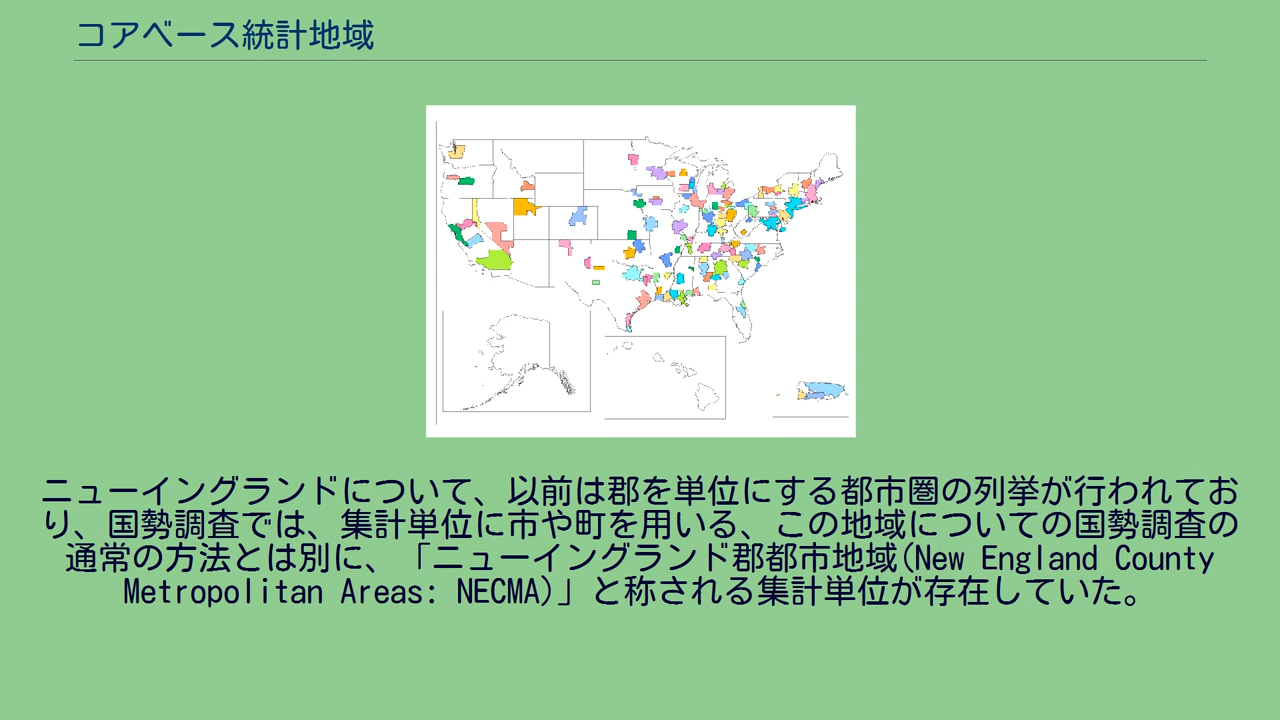 コアベース統計地域
ニューイングランドについて、以前は郡を単位にする都市圏の列挙が行われてお
り、国勢調査では、集計単位に市や町を用いる、この地域についての国勢調査の
通常の方法とは別に、「ニューイングランド郡都市地域(New England County
Metropolitan Areas: NECMA)」と称される集計単位が存在していた。